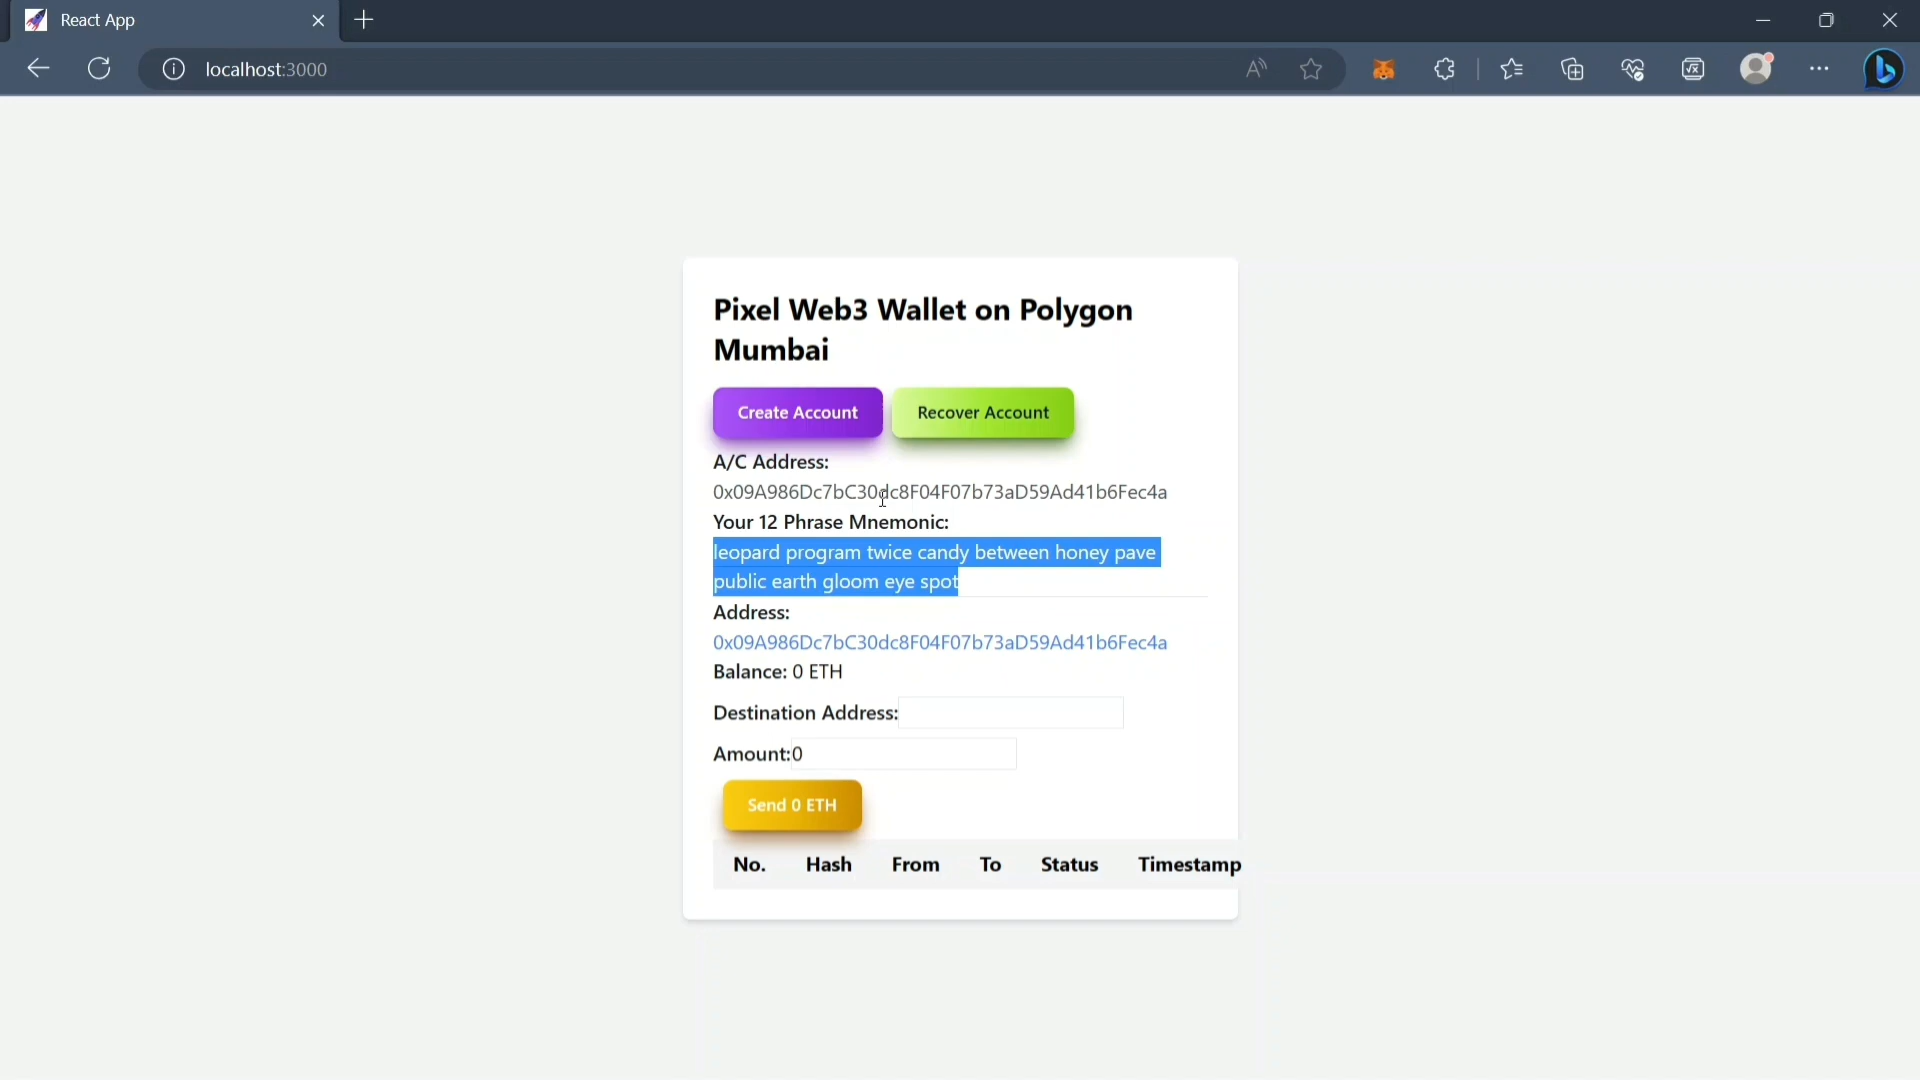 React App
localhost:3000
Pixel Web3 Wallet on Polygon
Mumbai
Create Account Recover Account
A/C Address:
0x09A986Dc7bC30dc8F04F07b73aD59Ad41b6Fec4a
Your 12 Phrase Mnemonic:
leopard program twice candy between honey pave
public earth gloom eye spot
Address:
0x09A986Dc7bC30dc8F04F07b73aD59Ad41b6Fec4a
Balance: 0 ETH
Destination Address:
Amount:0
Send 0 ETH
No. Hash From To Status Timestamp